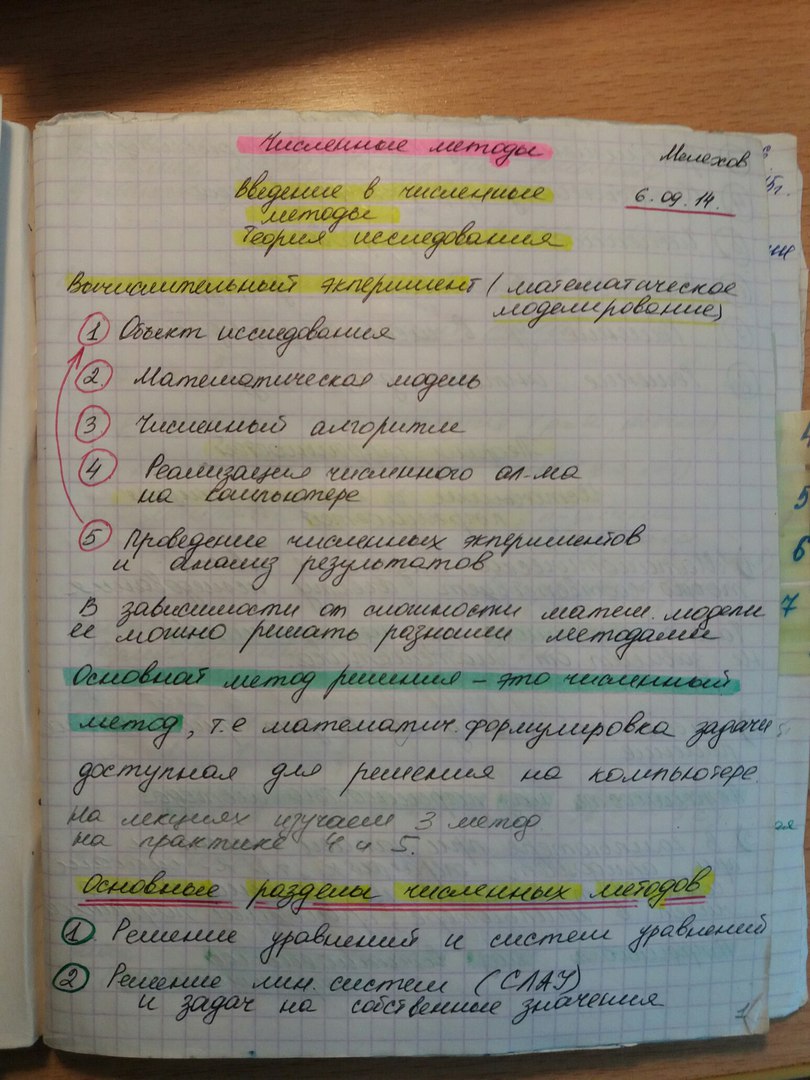 Численные методы
Мелехов
Введение в численные
методы
6.09.14.
Теория исследования
Вычислительный эксперимент (математическое
моделирование)
1 Объект исследования
2 Математическая модель
3 Численный алгоритм
4 Реализация численного ал-ма
на компьютере
5 Проведение численных экспериментов
и анализ результатов
В зависимости от сложности матем. модели
её можно решать разными методами
Основной метод решения - это численный
метод, т.е математич. формулировка задачи
доступная для решения на компьютере
На лекциях изучаем 3 метод
на практике 4 и 5.
Основные разделы численных методов
1 Решение уравнений и систем уравнений
2 Решение лин. систем (СЛАУ)
и задач на собственные значения
1
5
6
7